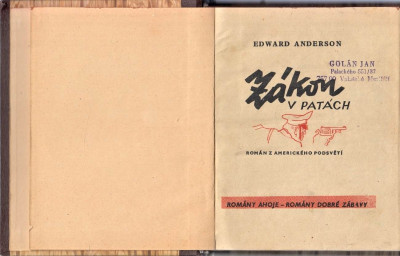 EDWARD ANDERSON
GOLÁN JAN
Zákon
V PATÁCH
ROMÁN Z AMERICKÉHO PODSVĚTÍ
ROMÁNY AHOJE – ROMÁNY DOBRÉ ZÁBAVY